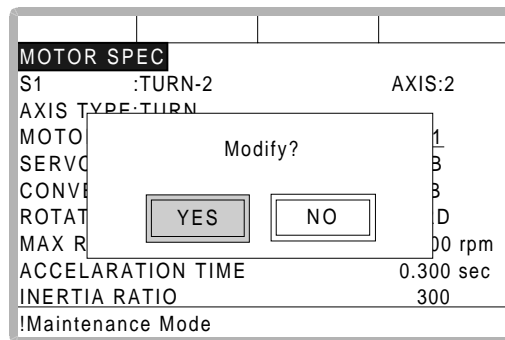 MOTOR SPEC
S1 :TURN-2 AXIS:2
AXIS TYPE:TURN
Modify?
YES NO
rpm
ACCELARATION TIME 0.300 sec
INERTIA RATIO 300
!Maintenance Mode